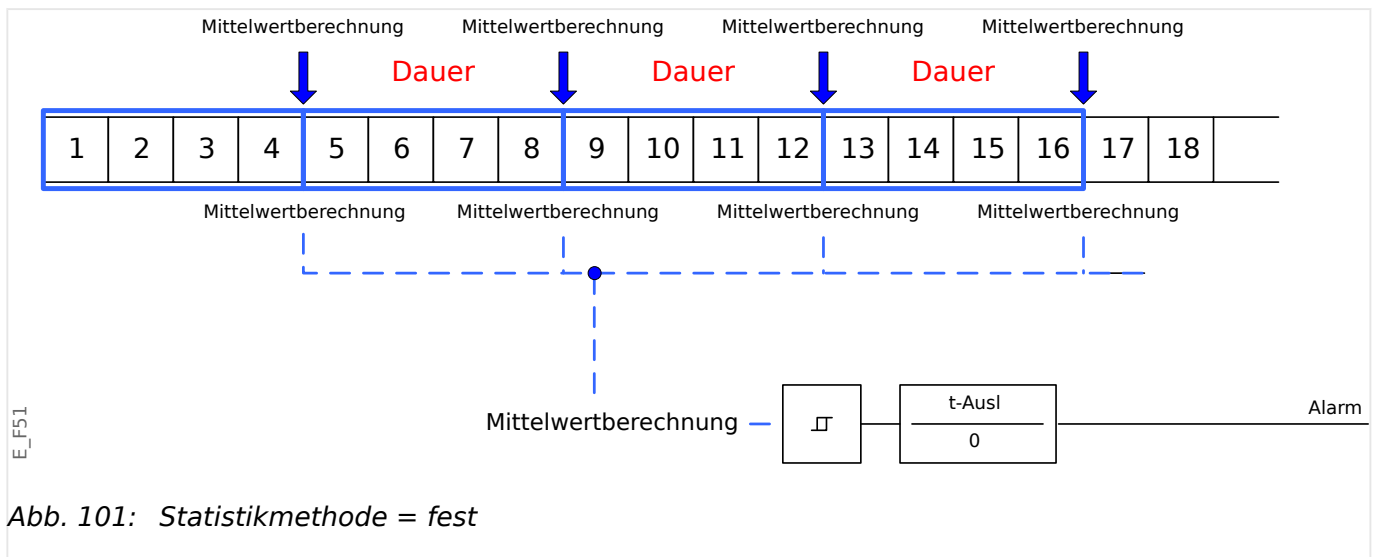 Mittelwertberechnung Mittelwertberechnung Mittelwertberechnung Mittelwertberechnung
Dauer Dauer Dauer
1 2 3 4 5 6 7 8 9 10 11 12 13 14 15 16 17 18
Mittelwertberechnung Mittelwertberechnung Mittelwertberechnung Mittelwertberechnung
Mittelwertberechnung
t-Ausl
0
Alarm
E_F51
Abb. 101: Statistikmethode = fest